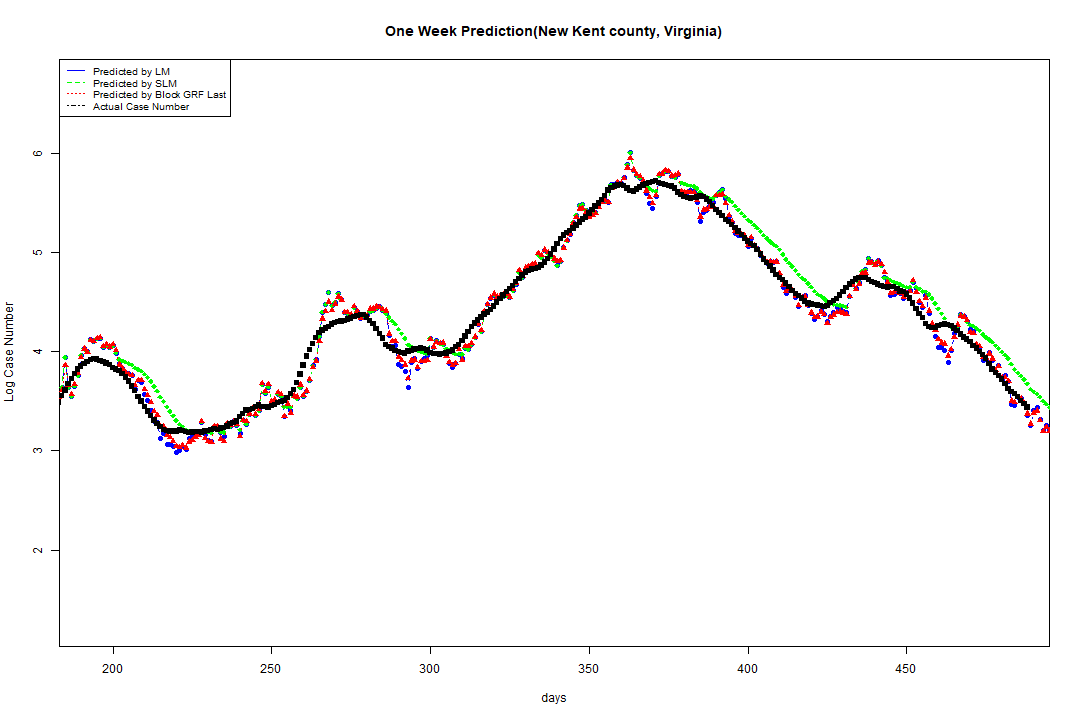 One Week Prediction(New Kent county, Virginia)
Predicted by LM
Predicted by SLM
Predicted by Block GRF Last
Actual Case Number
6
5
4
3
2
Log Case Number
200 250 300 350 400 450
days